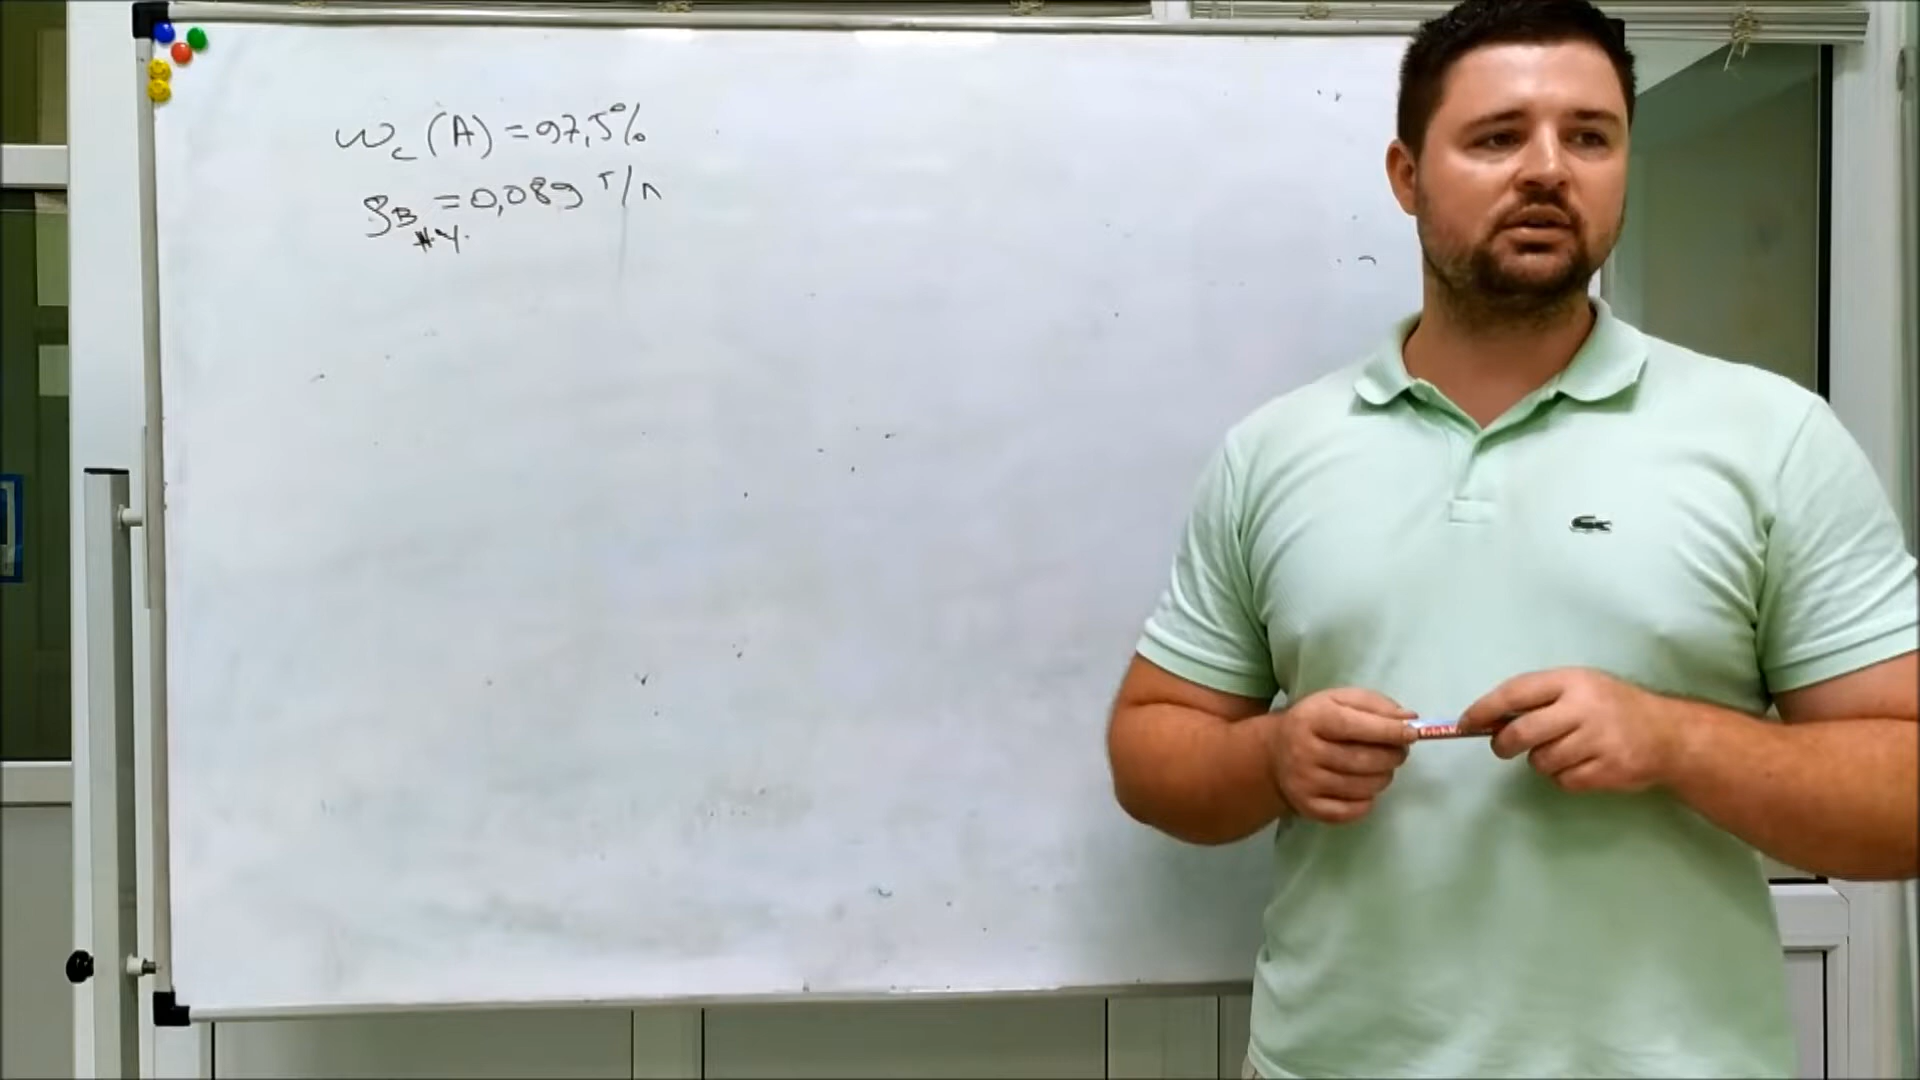 ω_c (A) = 97,5%
ρ_B = 0,089 г/л
н.у.